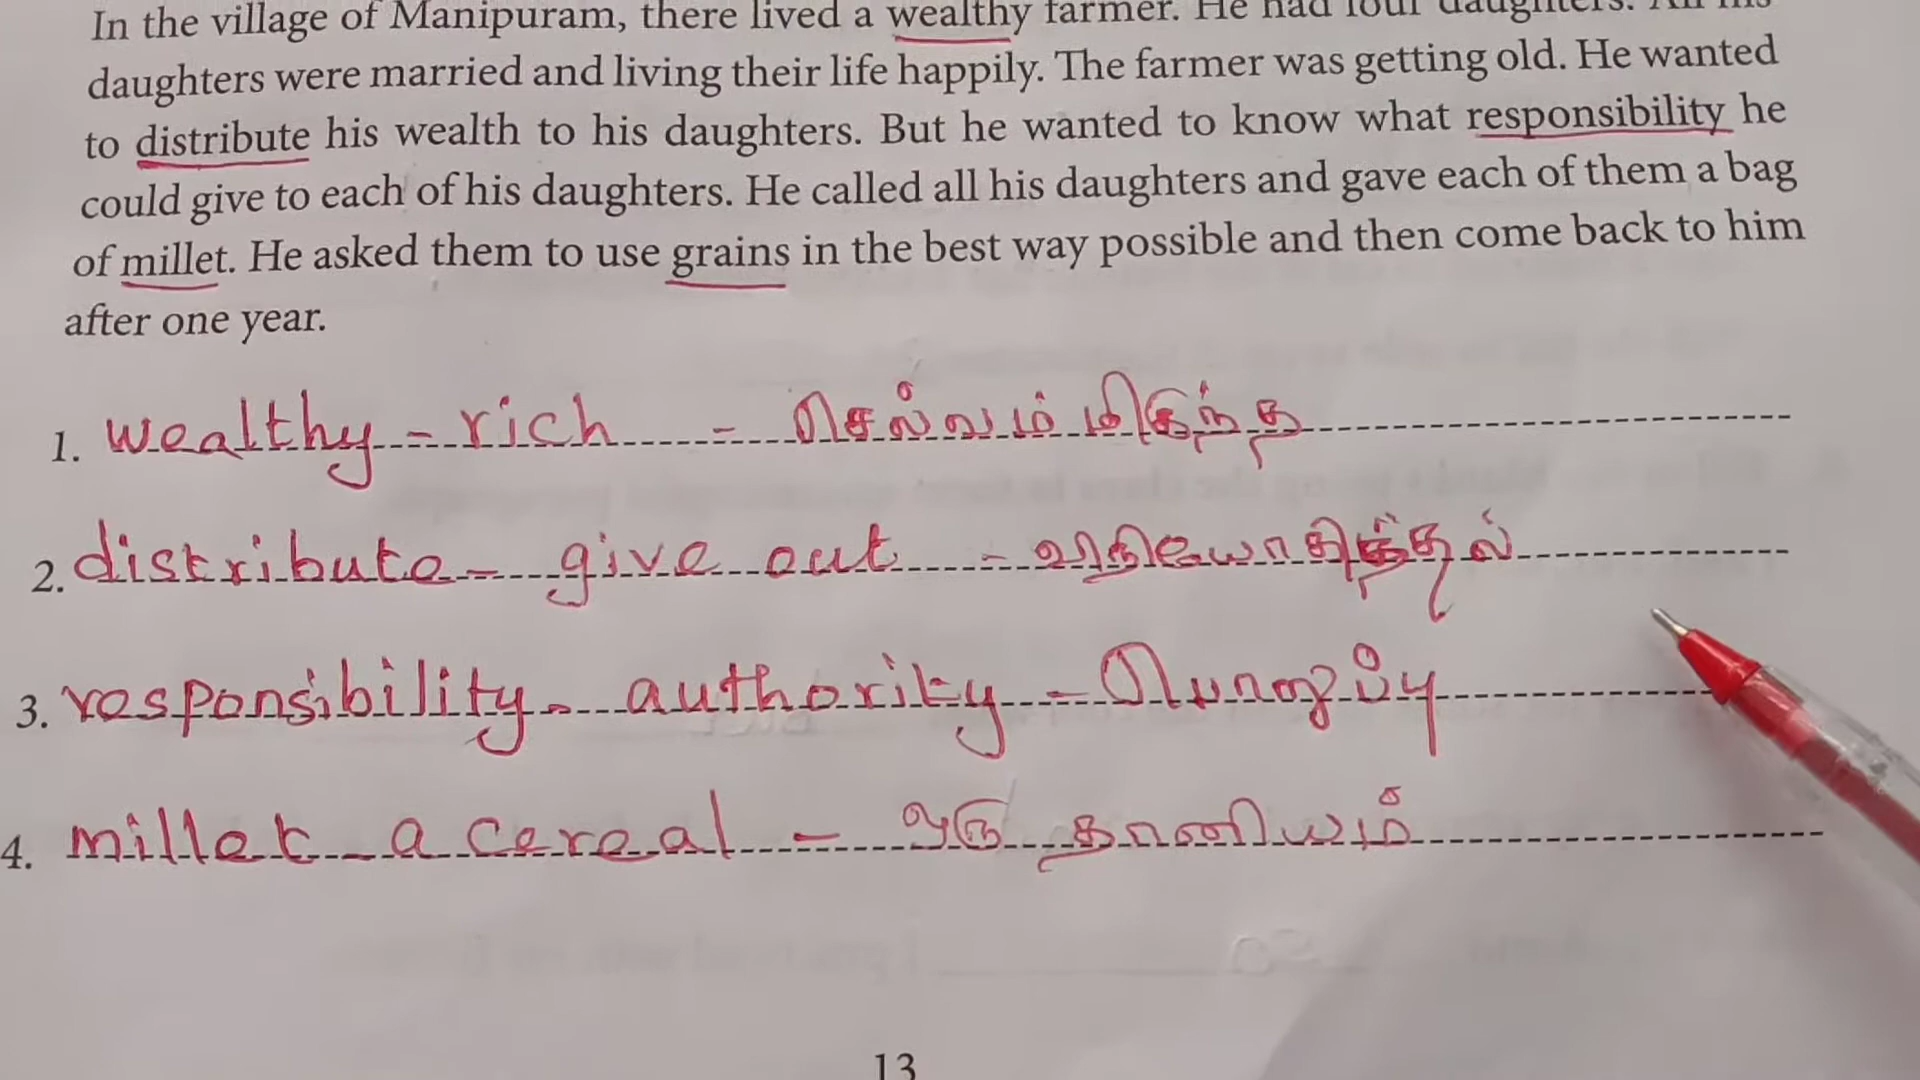 In the village of Manipuram, there lived a wealthy farmer. He had four daughters. All his
daughters were married and living their life happily. The farmer was getting old. He wanted
to distribute his wealth to his daughters. But he wanted to know what responsibility he
could give to each of his daughters. He called all his daughters and gave each of them a bag
of millet. He asked them to use grains in the best way possible and then come back to him
after one year.
1. wealthy - rich - செல்வம் மிகுந்த
2. distribute - give out - விநியோகித்தல்
3. responsibility - authority - பொறுப்பு
4. millet - a cereal - ஒரு தானியம்
13